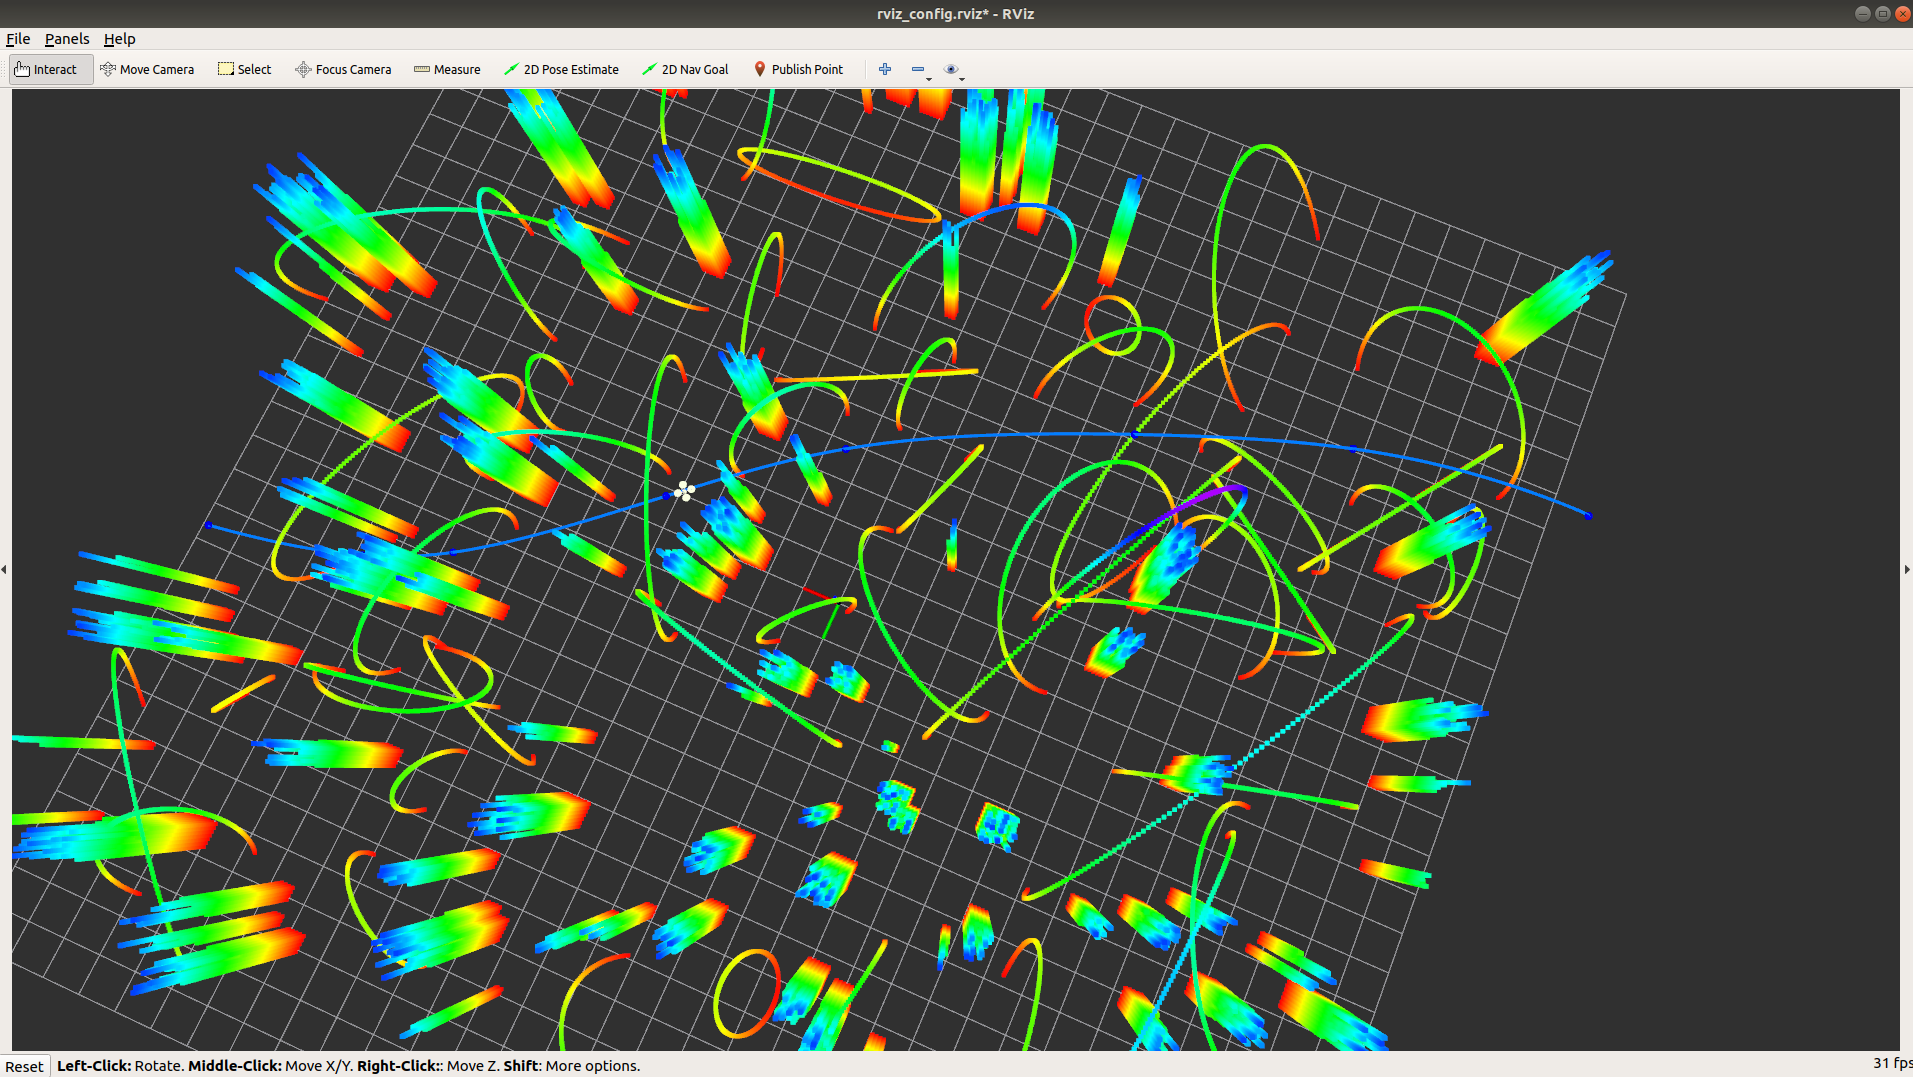 rviz_config.rviz* - RViz
File Panels Help
Interact Move Camera Select Focus Camera Measure 2D Pose Estimate 2D Nav Goal Publish Point
Reset Left-Click: Rotate. Middle-Click: Move X/Y. Right-Click:: Move Z. Shift: More options. 31 fps